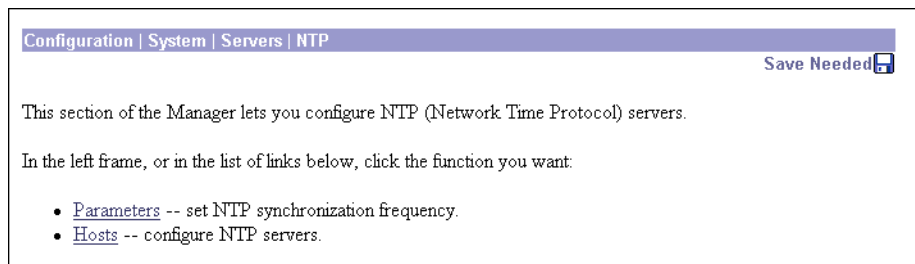 Configuration | System | Servers | NTP
Save Needed
This section of the Manager lets you configure NTP (Network Time Protocol) servers.
In the left frame, or in the list of links below, click the function you want:
• Parameters -- set NTP synchronization frequency.
• Hosts -- configure NTP servers.